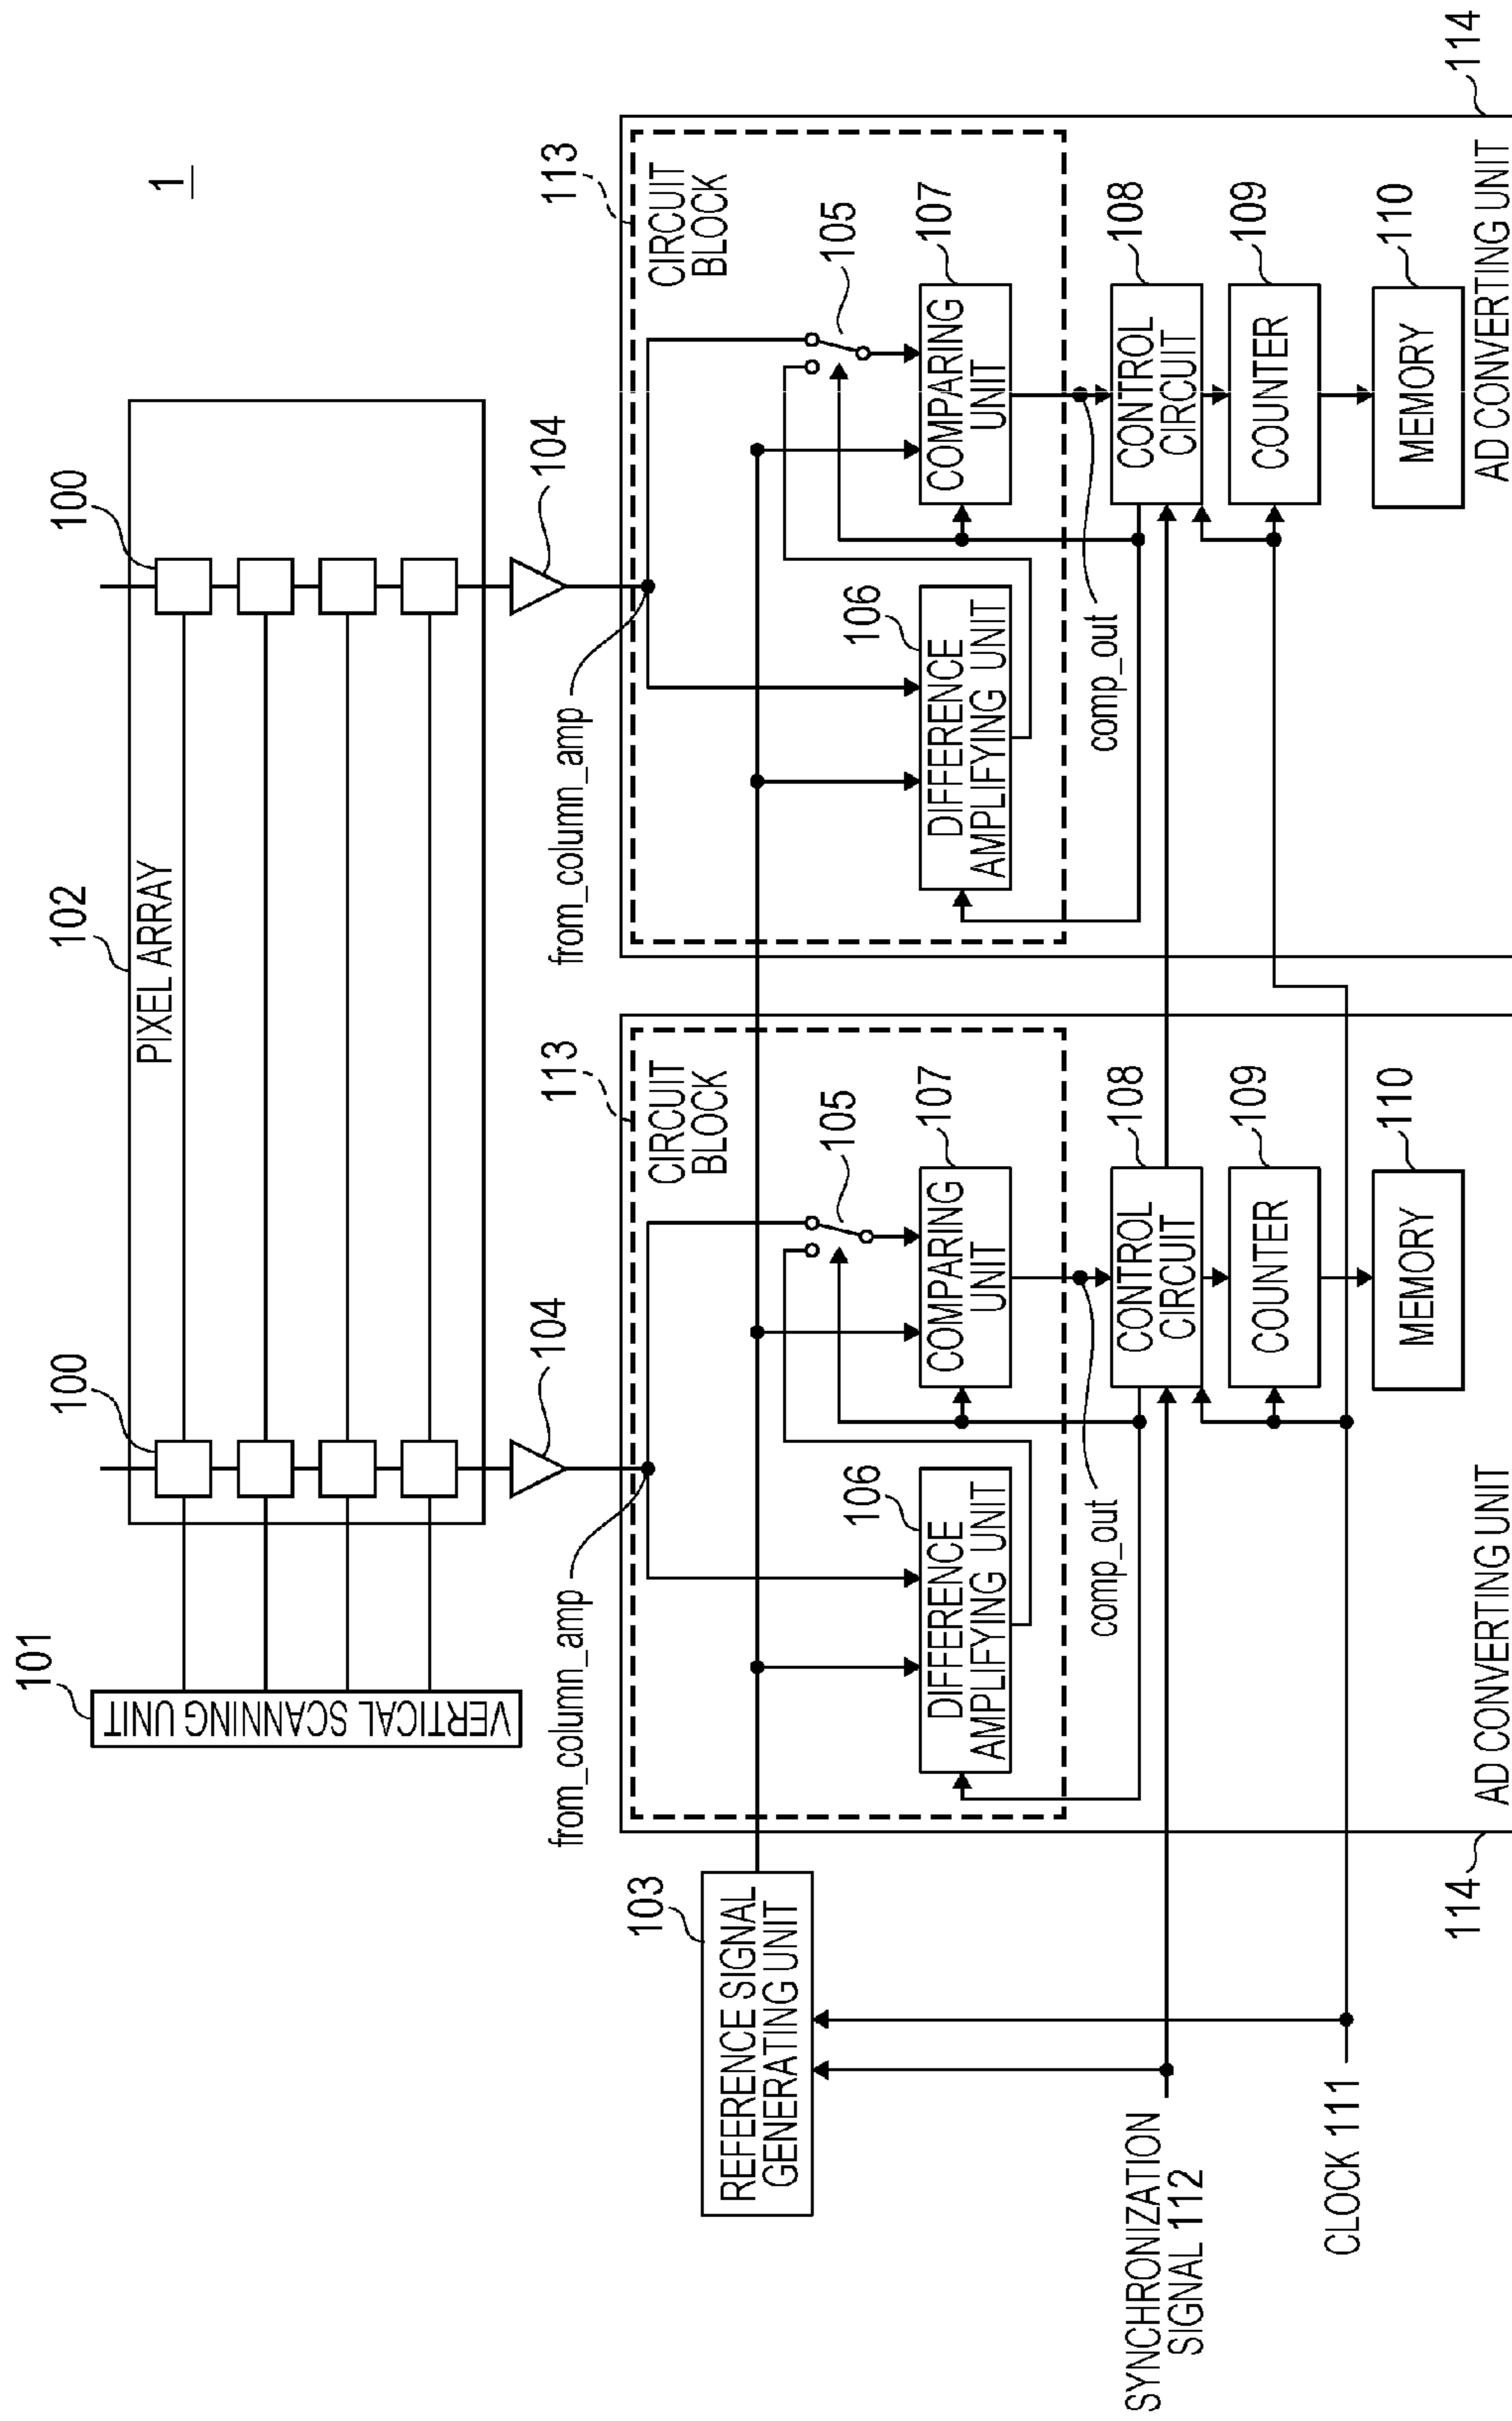 1
101
VERTICAL SCANNING UNIT
102
PIXEL ARRAY
100
100
104
104
from_column_amp
from_column_amp
103
REFERENCE SIGNAL
GENERATING UNIT
113
CIRCUIT
BLOCK
105
106
DIFFERENCE
AMPLIFYING UNIT
107
COMPARING
UNIT
comp_out
108
CONTROL
CIRCUIT
109
COUNTER
110
MEMORY
AD CONVERTING UNIT
114
113
CIRCUIT
BLOCK
105
106
DIFFERENCE
AMPLIFYING UNIT
107
COMPARING
UNIT
comp_out
108
CONTROL
CIRCUIT
109
COUNTER
110
MEMORY
AD CONVERTING UNIT
114
SYNCHRONIZATION
SIGNAL 112
CLOCK 111